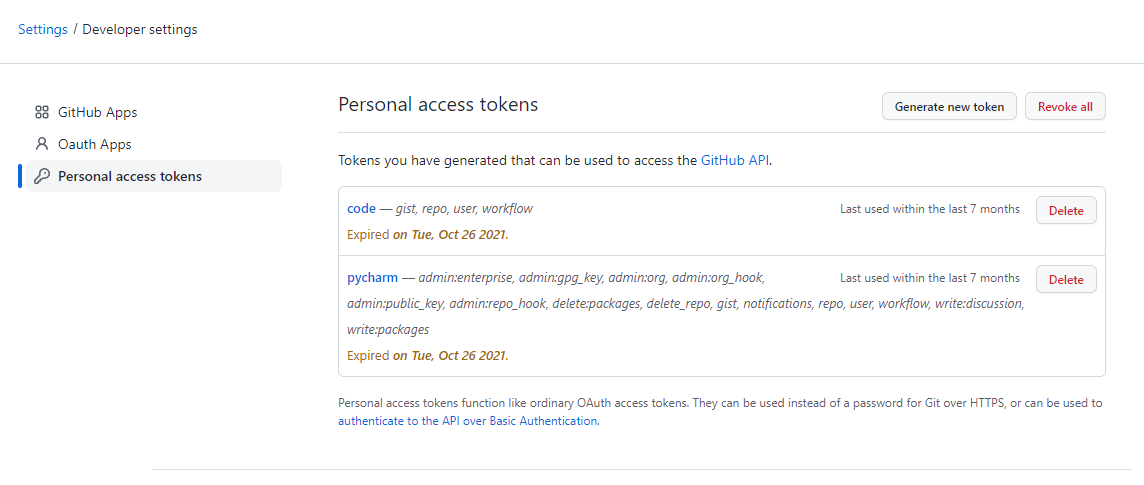 Settings / Developer settings
GitHub Apps
Oauth Apps
Personal access tokens
Personal access tokens
Generate new token
Revoke all
Tokens you have generated that can be used to access the GitHub API.
code — gist, repo, user, workflow
Last used within the last 7 months
Delete
Expired on Tue, Oct 26 2021.
pycharm — admin:enterprise, admin:gpg_key, admin:org, admin:org_hook,
Last used within the last 7 months
Delete
admin:public_key, admin:repo_hook, delete:packages, delete_repo, gist, notifications, repo, user, workflow, write:discussion,
write:packages
Expired on Tue, Oct 26 2021.
Personal access tokens function like ordinary OAuth access tokens. They can be used instead of a password for Git over HTTPS, or can be used to
authenticate to the API over Basic Authentication.